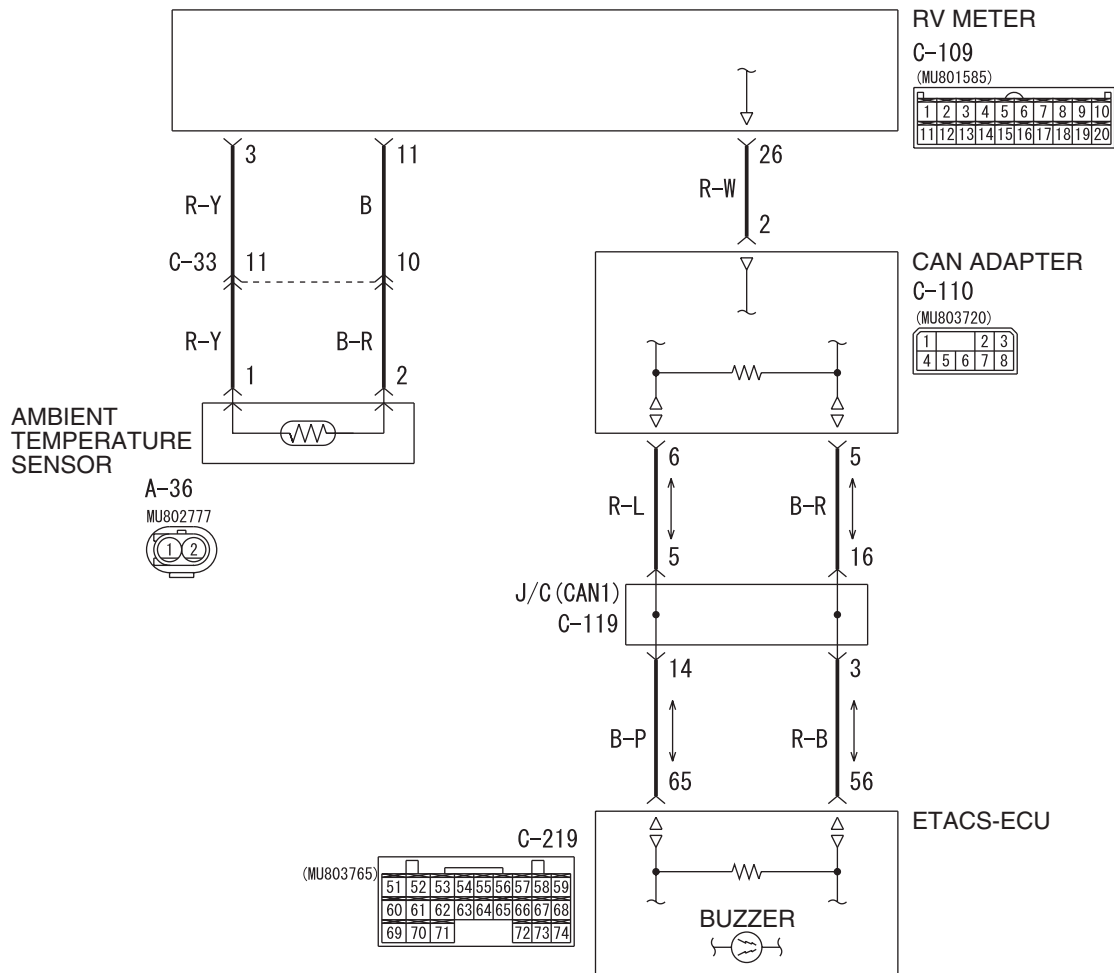 RV METER
C-109
(MU801585)
1 2 3 4 5 6 7 8 9 10
11 12 13 14 15 16 17 18 19 20
3
11
26
R-Y
B
R-W
2
C-33
11
10
CAN ADAPTER
C-110
(MU803720)
1 2 3
4 5 6 7 8
R-Y
B-R
1
2
AMBIENT
TEMPERATURE
SENSOR
A-36
MU802777
1 2
6
5
R-L
B-R
5
16
J/C(CAN1)
C-119
14
3
B-P
R-B
65
56
ETACS-ECU
C-219
(MU803765)
51 52 53 54 55 56 57 58 59
60 61 62 63 64 65 66 67 68
69 70 71 72 73 74
BUZZER